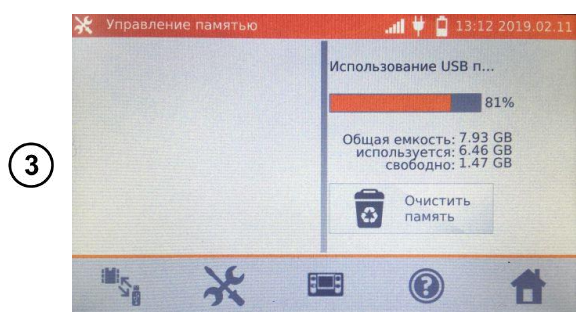 Управление памятью 13:12 2019.02.11
Использование USB п...
81%
Общая емкость: 7.93 GB
используется: 6.46 GB
свободно: 1.47 GB
3
Очистить
память
?